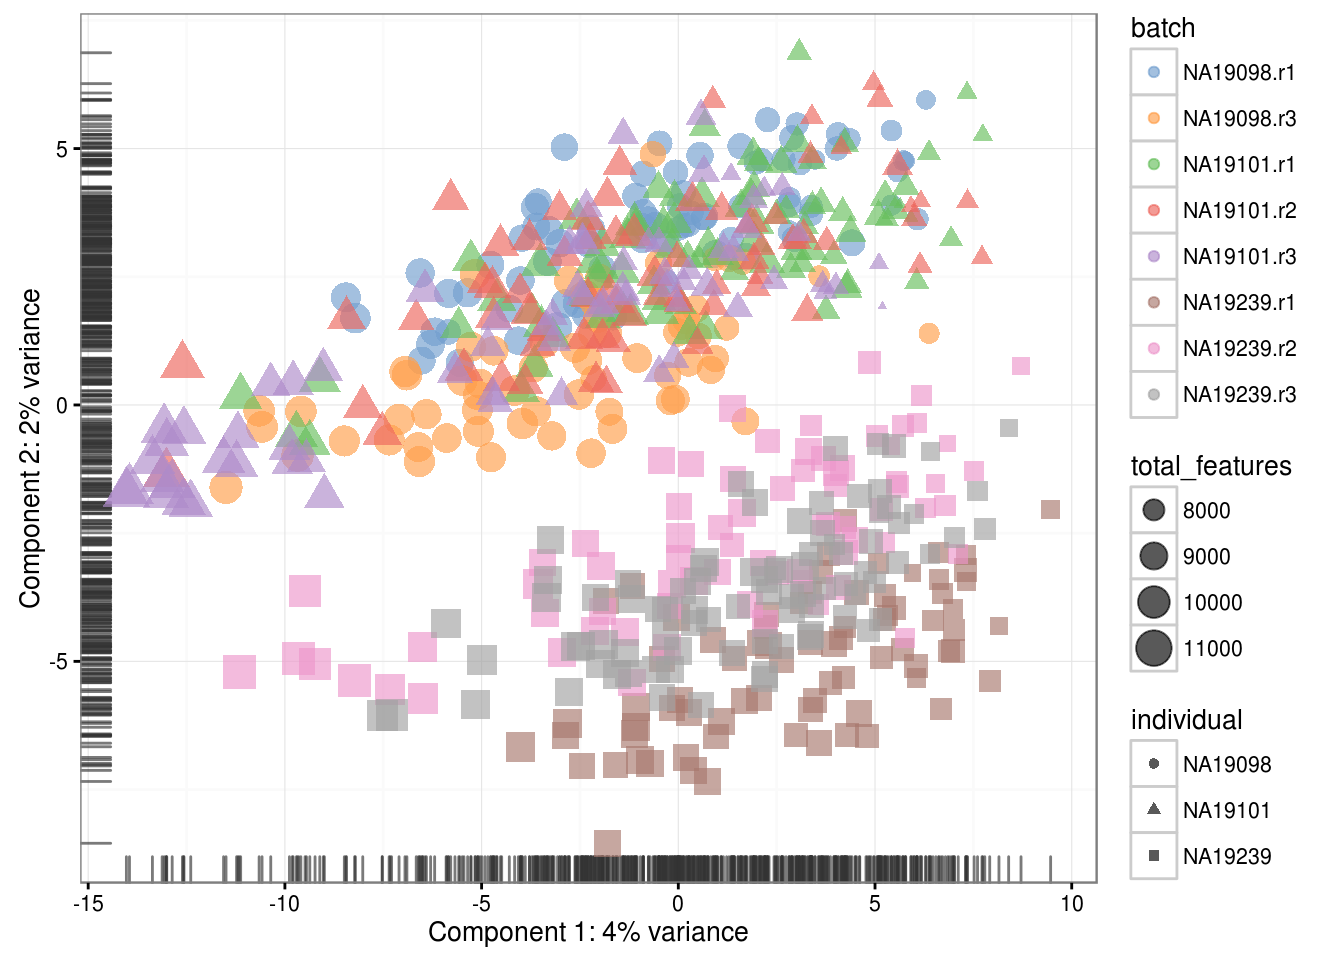 batch
NA19098.r1
NA19098.r3
NA19101.r1
NA19101.r2
NA19101.r3
NA19239.r1
NA19239.r2
NA19239.r3
total_features
8000
9000
10000
11000
individual
NA19098
NA19101
NA19239
5
0
-5
Component 2: 2% variance
-15 -10 -5 0 5 10
Component 1: 4% variance